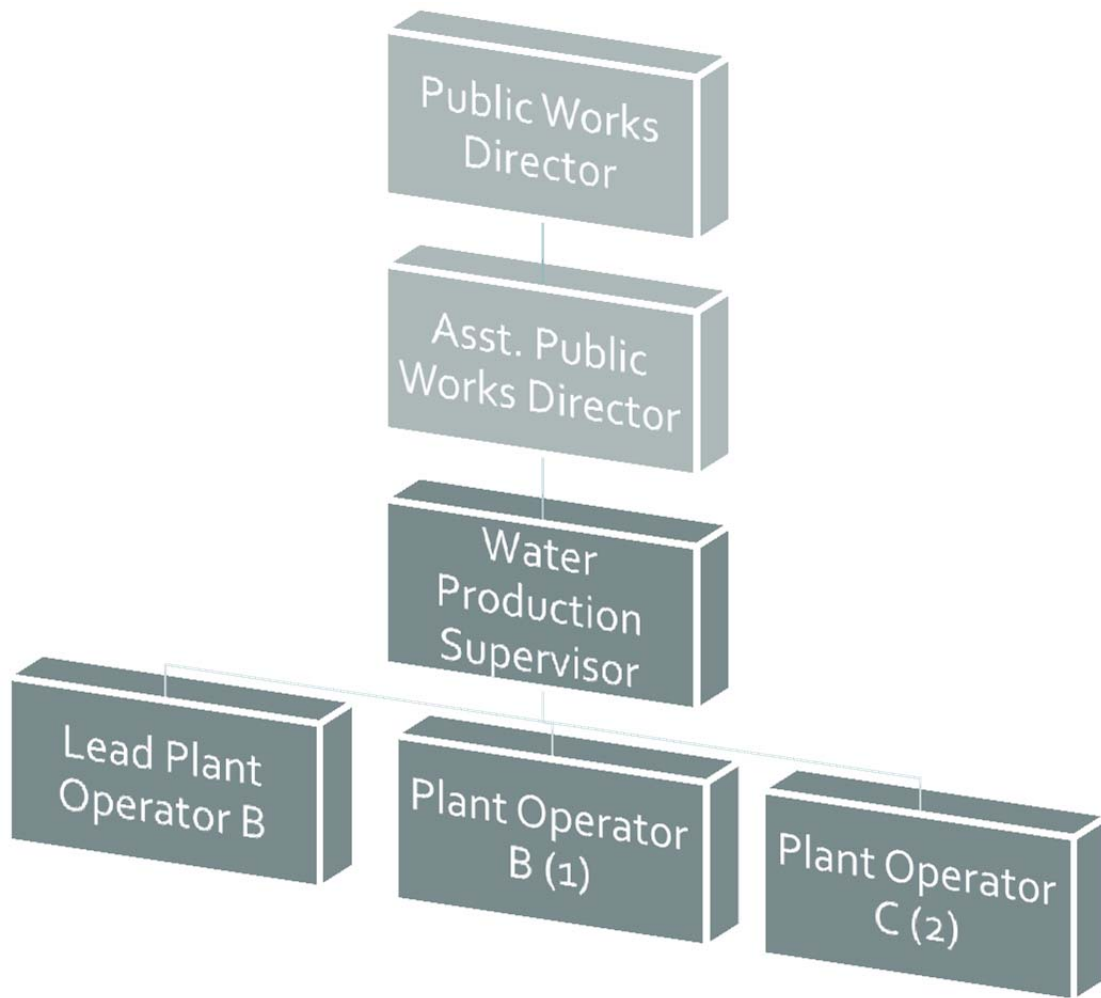 Public Works
Director
Asst. Public
Works Director
Water
Production
Supervisor
Lead Plant
Operator B
Plant Operator
B (1)
Plant Operator
C (2)